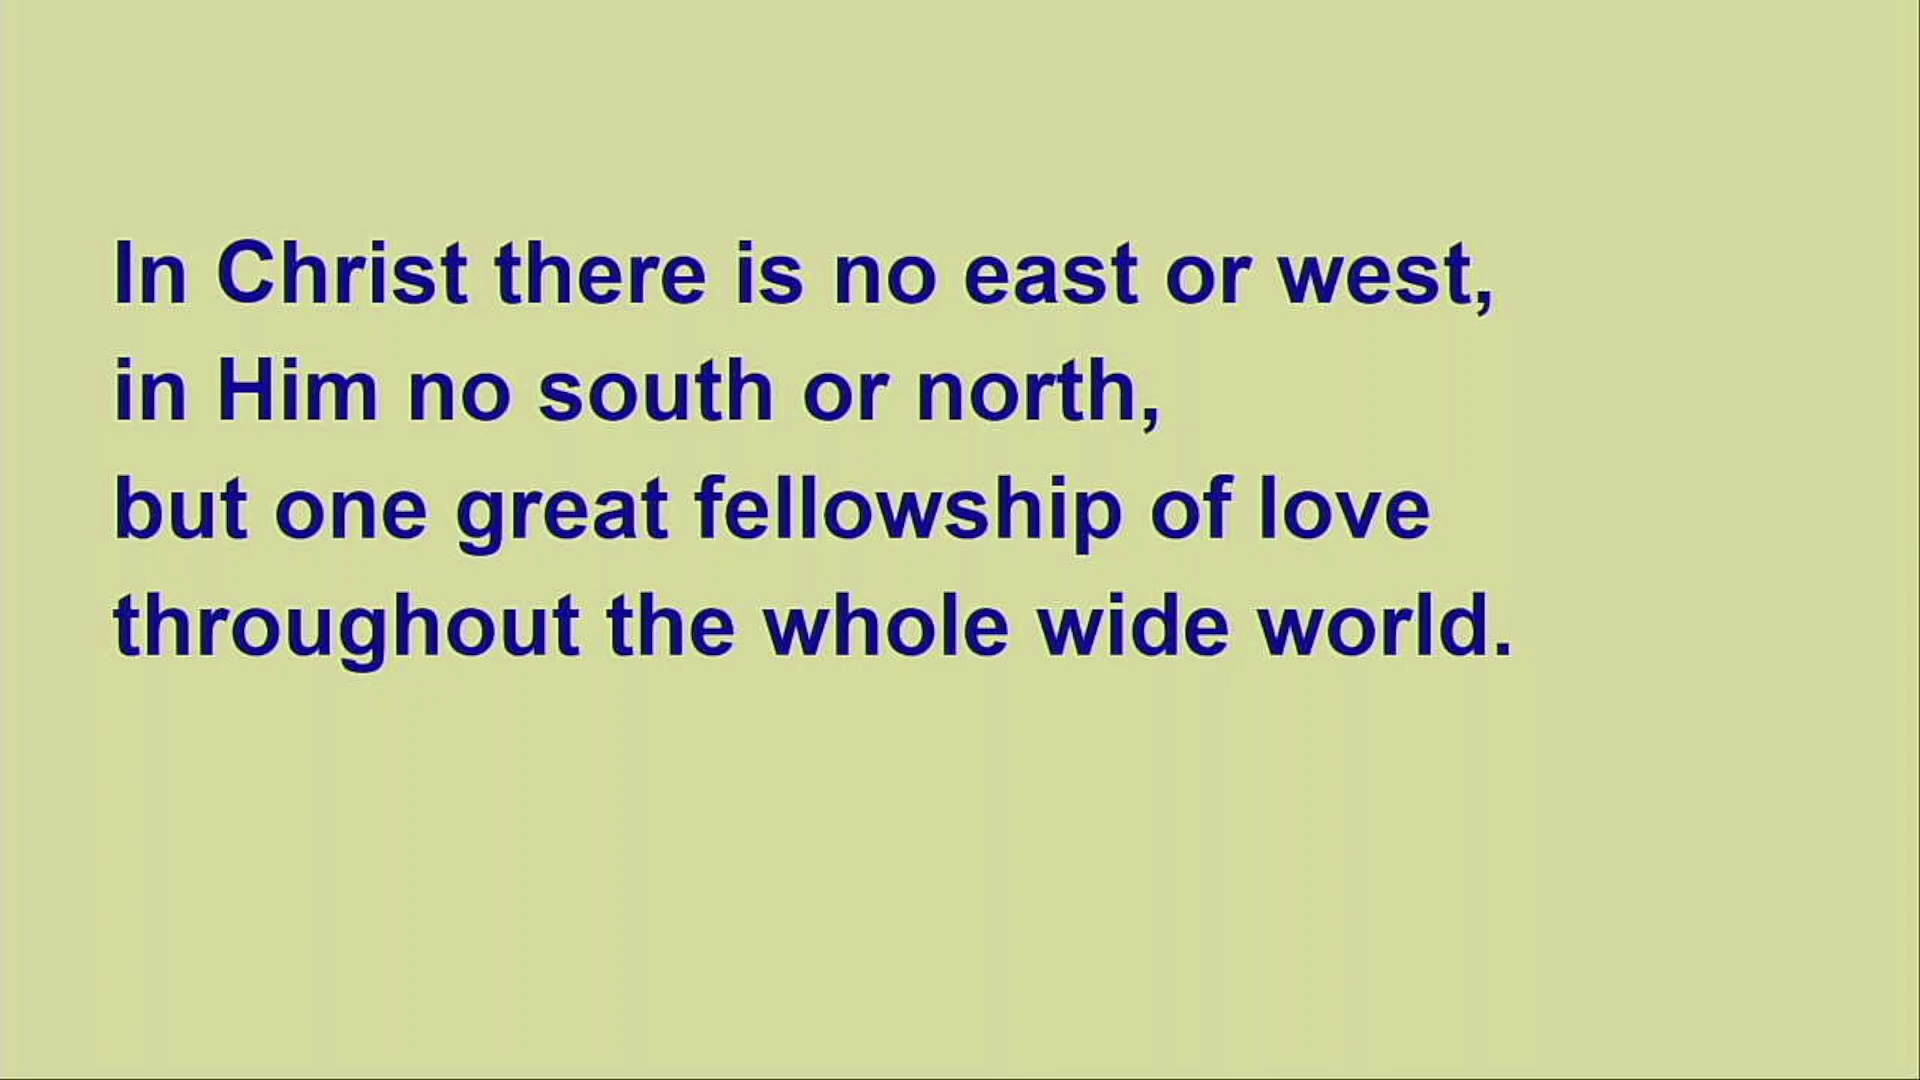 In Christ there is no east or west,
in Him no south or north,
but one great fellowship of love
throughout the whole wide world.